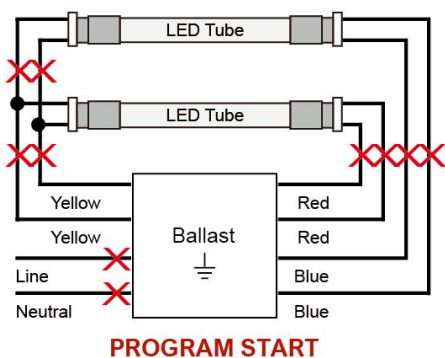 LED Tube
LED Tube
Yellow
Red
Yellow
Ballast
Red
Line
Blue
Neutral
Blue
PROGRAM START